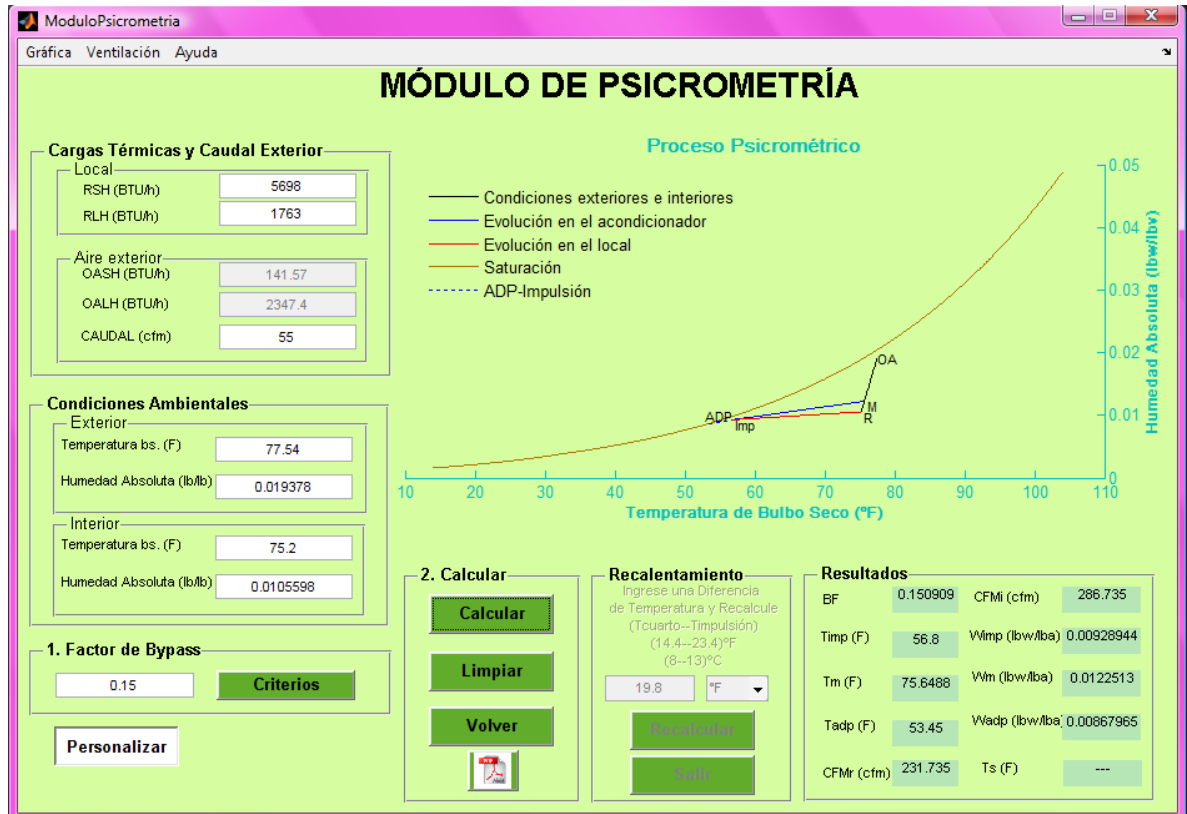 ModuloPsicrometria
Gráfica Ventilación Ayuda
MÓDULO DE PSICROMETRÍA
Cargas Térmicas y Caudal Exterior
Local
RSH (BTU/h) 5698
RLH (BTU/h) 1763
Aire exterior
OASH (BTU/h) 141.57
OALH (BTU/h) 2347.4
CAUDAL (cfm) 55
Condiciones Ambientales
Exterior
Temperatura bs. (F) 77.54
Humedad Absoluta (lb/lb) 0.019378
Interior
Temperatura bs. (F) 75.2
Humedad Absoluta (lb/lb) 0.0105598
1. Factor de Bypass
0.15 Criterios
Personalizar
Proceso Psicrométrico
Condiciones exteriores e interiores
Evolución en el acondicionador
Evolución en el local
Saturación
ADP-Impulsión
0.05
0.04
0.03
0.02
0.01
0
Humedad Absoluta (lbw/lbv)
OA
M
R
ADP
Imp
10 20 30 40 50 60 70 80 90 100 110
Temperatura de Bulbo Seco (ºF)
2. Calcular
Calcular
Limpiar
Volver
Recalentamiento
Ingrese una Diferencia
de Temperatura y Recalcule
(Tcuarto--Timpulsión)
(14.4--23.4)ºF
(8--13)ºC
19.8 ºF
Recalcular
Salir
Resultados
BF 0.150909 CFMi (cfm) 286.735
Timp (F) 56.8 Wimp (lbw/lba) 0.00928944
Tm (F) 75.6488 Wm (lbw/lba) 0.0122513
Tadp (F) 53.45 Wadp (lbw/lba) 0.00867965
CFMr (cfm) 231.735 Ts (F) ---